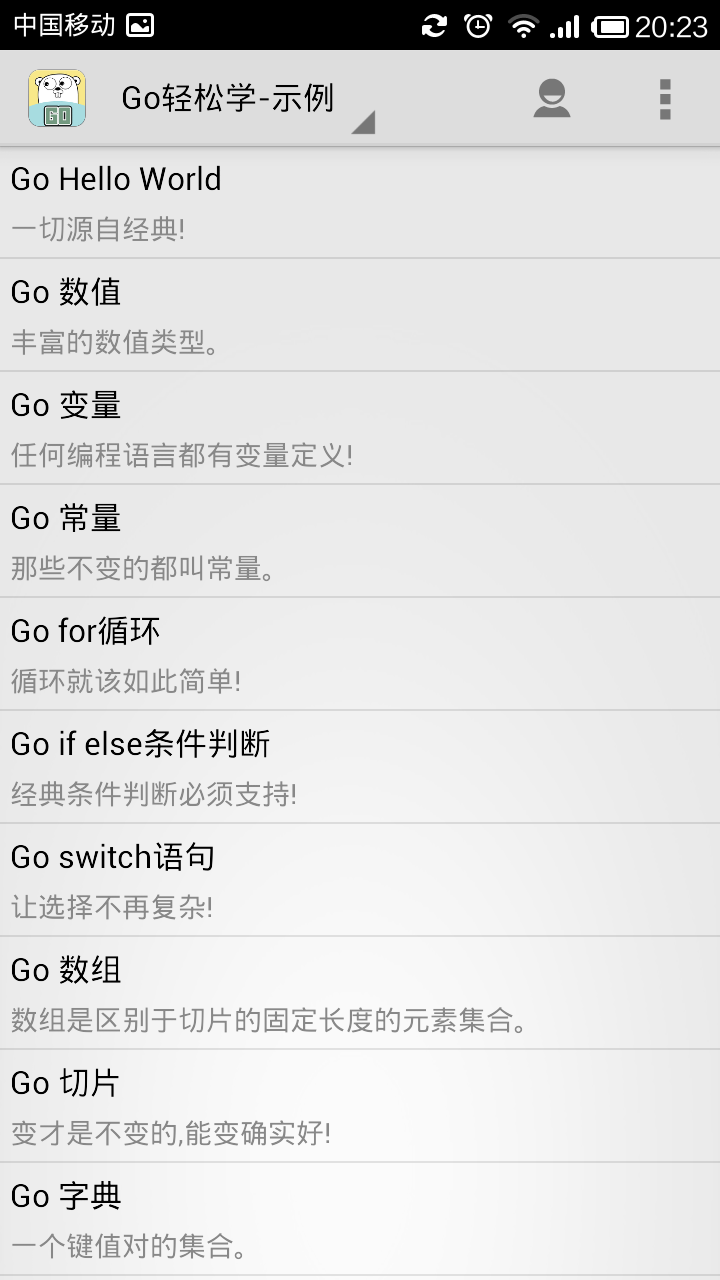 中国移动 20:23
GO
Go轻松学-示例
Go Hello World
一切源自经典!
Go 数值
丰富的数值类型。
Go 变量
任何编程语言都有变量定义!
Go 常量
那些不变的都叫常量。
Go for循环
循环就该如此简单!
Go if else条件判断
经典条件判断必须支持!
Go switch语句
让选择不再复杂!
Go 数组
数组是区别于切片的固定长度的元素集合。
Go 切片
变才是不变的,能变确实好!
Go 字典
一个键值对的集合。